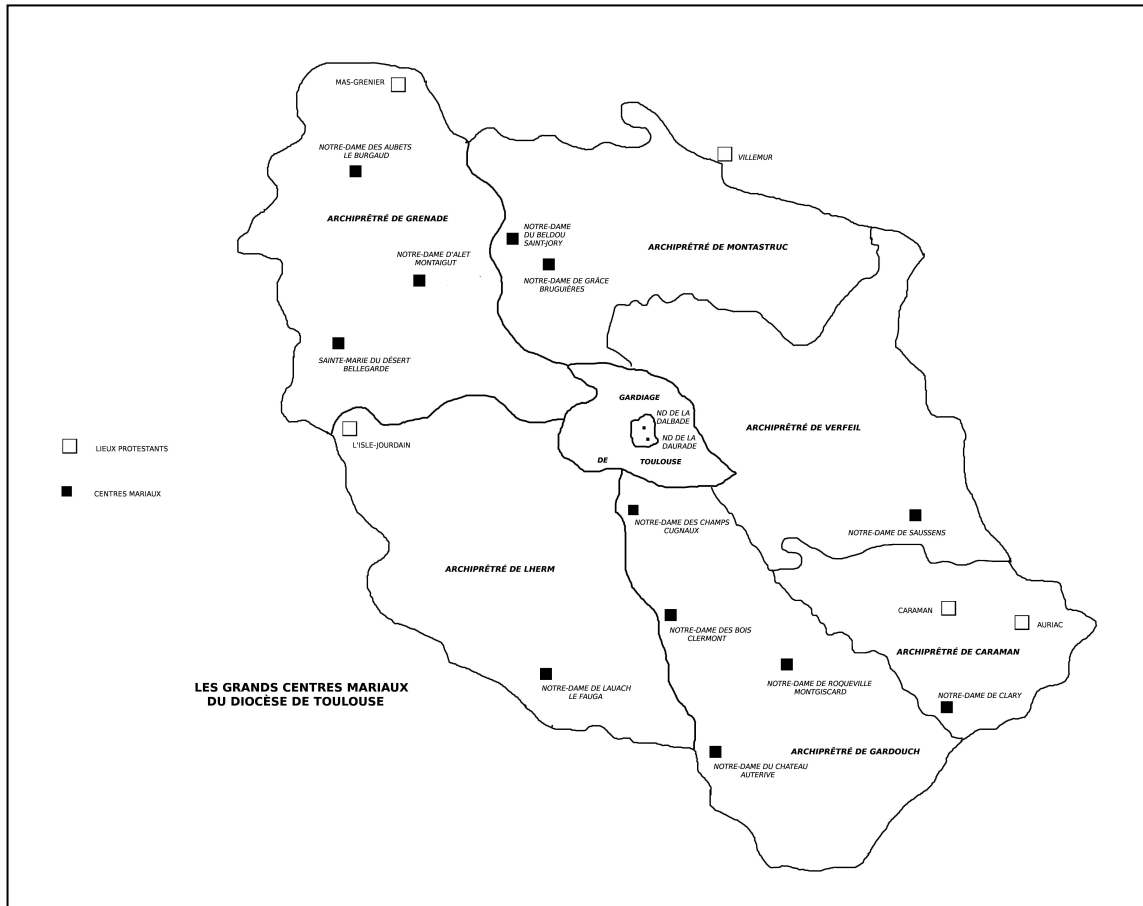 MAS-GRENIER
NOTRE-DAME DES AUBETS
LE BURGAUD
VILLEMUR
ARCHIPRÊTRÉ DE GRENADE
NOTRE-DAME
DU BELDOU
SAINT-JORY
ARCHIPRÊTRÉ DE MONTASTRUC
NOTRE-DAME D'ALET
MONTAIGUT
NOTRE-DAME DE GRÂCE
BRUGUIÈRES
SAINTE-MARIE DU DÉSERT
BELLEGARDE
GARDIAGE
ND DE LA
DALBADE
ND DE LA
DAURADE
DE TOULOUSE
ARCHIPRÊTRÉ DE VERFEIL
L'ISLE-JOURDAIN
LIEUX PROTESTANTS
CENTRES MARIAUX
NOTRE-DAME DES CHAMPS
CUGNAUX
NOTRE-DAME DE SAUSSENS
ARCHIPRÊTRÉ DE LHERM
CARAMAN
AURIAC
NOTRE-DAME DES BOIS
CLERMONT
ARCHIPRÊTRÉ DE CARAMAN
NOTRE-DAME DE LAUACH
LE FAUGA
NOTRE-DAME DE ROQUEVILLE
MONTGISCARD
NOTRE-DAME DE CLARY
LES GRANDS CENTRES MARIAUX
DU DIOCÈSE DE TOULOUSE
ARCHIPRÊTRÉ DE GARDOUCH
NOTRE-DAME DU CHATEAU
AUTERIVE